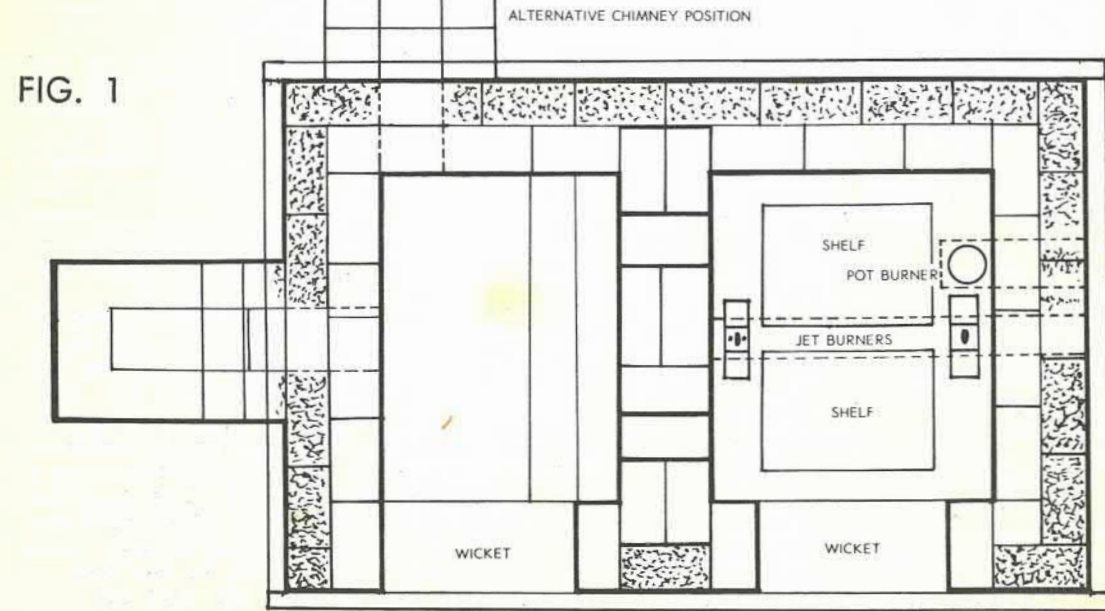 ALTERNATIVE CHIMNEY POSITION
FIG. 1
SHELF
POT BURNER
JET BURNERS
SHELF
WICKET
WICKET